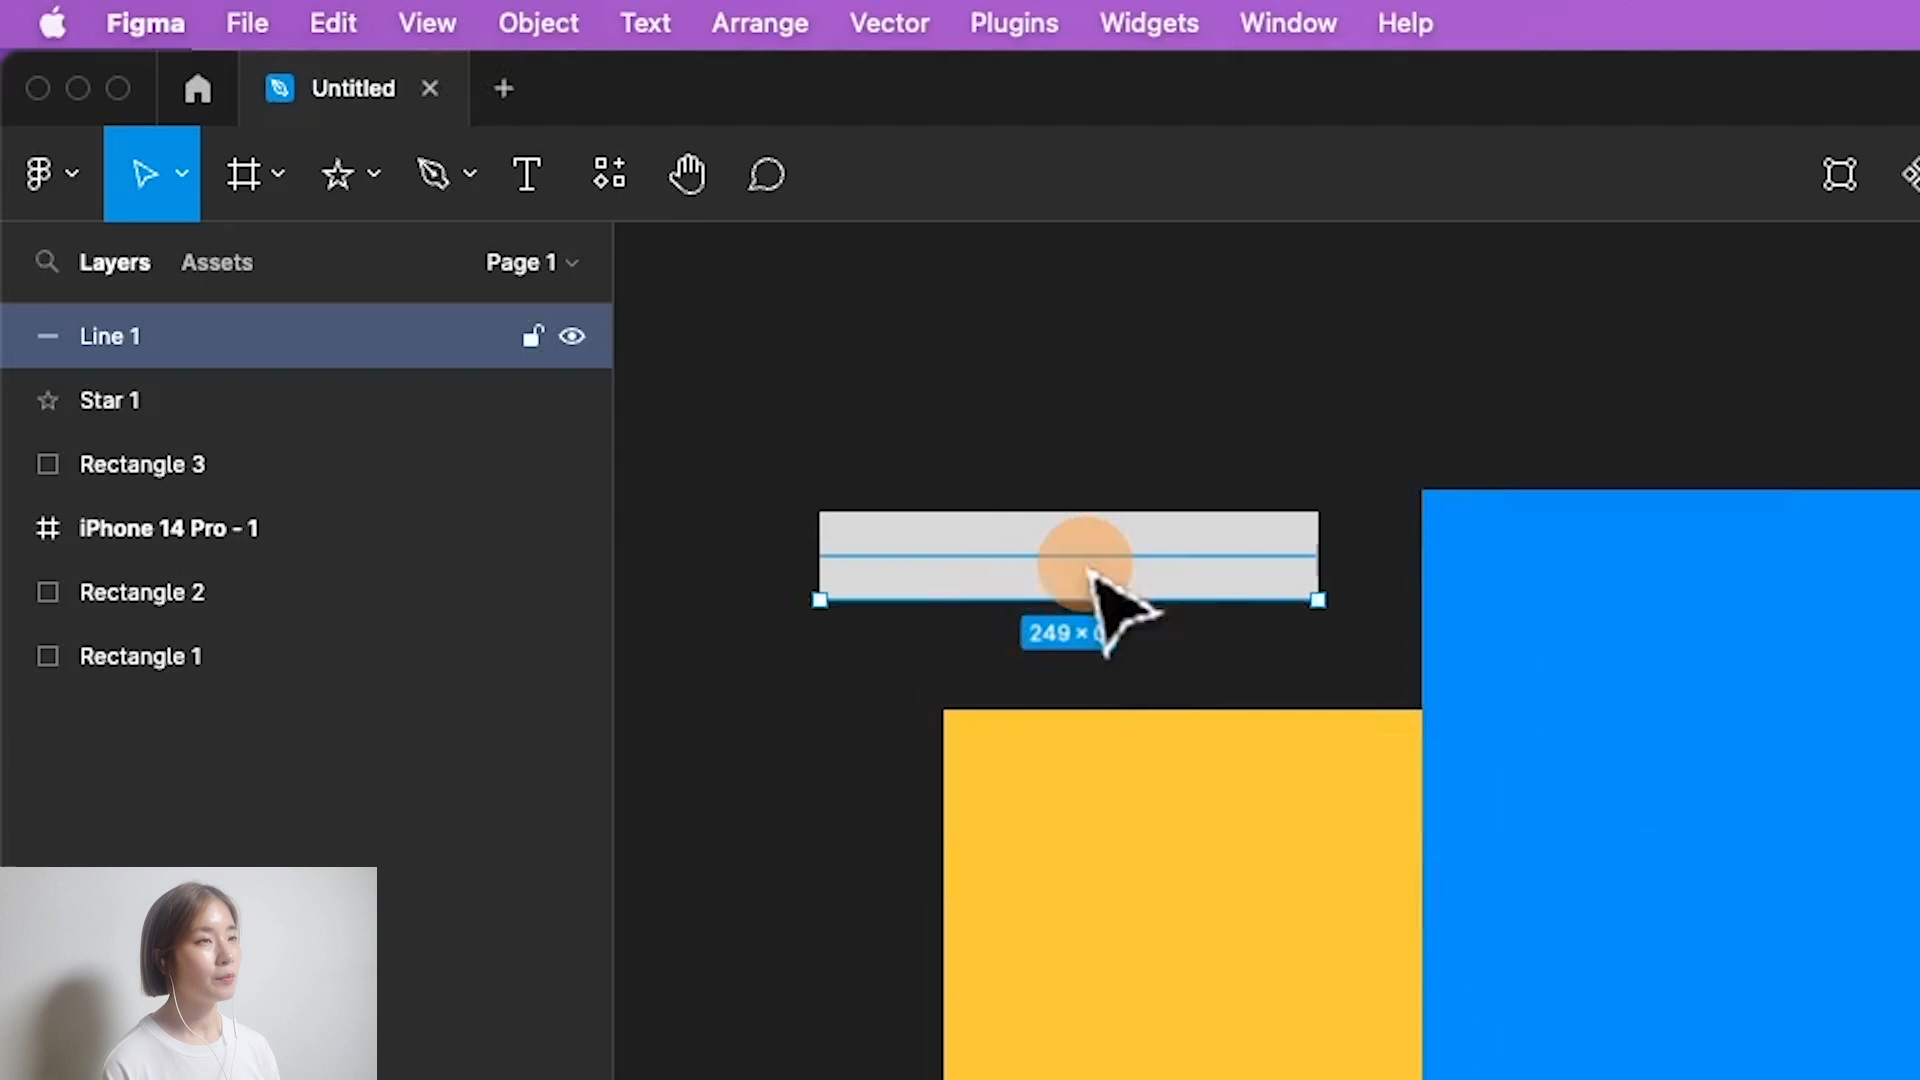 Figma File Edit View Object Text Arrange Vector Plugins Widgets Window Help
Untitled
Layers Assets Page 1
Line 1
Star 1
Rectangle 3
iPhone 14 Pro - 1
Rectangle 2
Rectangle 1
249 ×